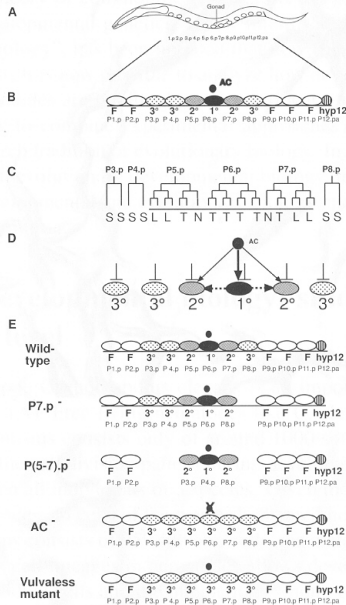 A
Gonad
1.p 2.p 3.p 4.p 5.p 6.p 7.p 8.p 9.p 10.p 11.p 12.pa
AC
B
F F 3° 3° 2° 1° 2° 3° F F F hyp12
P1.p P2.p P3.p P 4.p P5.p P6.p P7.p P8.p P9.p P10.p P11.p P12.pa
C
P3.p P4.p P5.p P6.p P7.p P8.p
S S S S L L T N T T T T N T L L S S
D
AC
3° 3° 2° 1° 2° 3°
E
Wild-type
F F 3° 3° 2° 1° 2° 3° F F F hyp12
P1.p P2.p P3.p P 4.p P5.p P6.p P7.p P8.p P9.p P10.p P11.p P12.pa
P7.p -
F F 3° 3° 2° 1° 2° F F F hyp12
P1.p P2.p P3.p P 4.p P5.p P6.p P8.p P9.p P10.p P11.p P12.pa
P(5-7).p -
F F 2° 1° 2° F F F hyp12
P1.p P2.p P3.p P4.p P8.p P9.p P10.p P11.p P12.pa
AC -
X
F F 3° 3° 3° 3° 3° 3° F F F hyp12
P1.p P2.p P3.p P 4.p P5.p P6.p P7.p P8.p P9.p P10.p P11.p P12.pa
Vulvaless mutant
F F 3° 3° 3° 3° 3° 3° F F F hyp12
P1.p P2.p P3.p P 4.p P5.p P6.p P7.p P8.p P9.p P10.p P11.p P12.pa